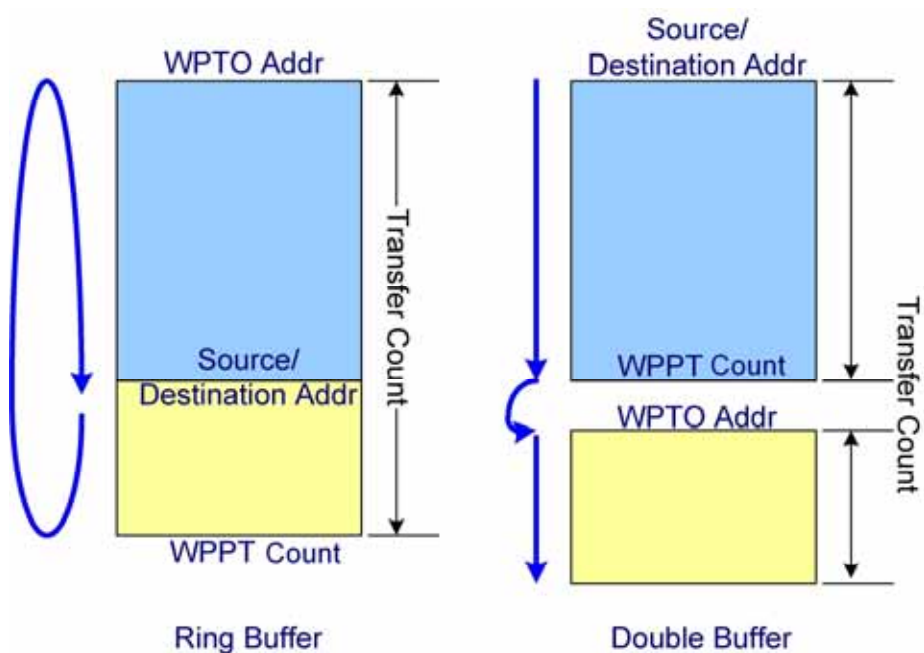 WPTO Addr
Transfer Count
Source/
Destination Addr
WPPT Count
Ring Buffer
Source/
Destination Addr
WPPT Count
WPTO Addr
Transfer Count
Double Buffer